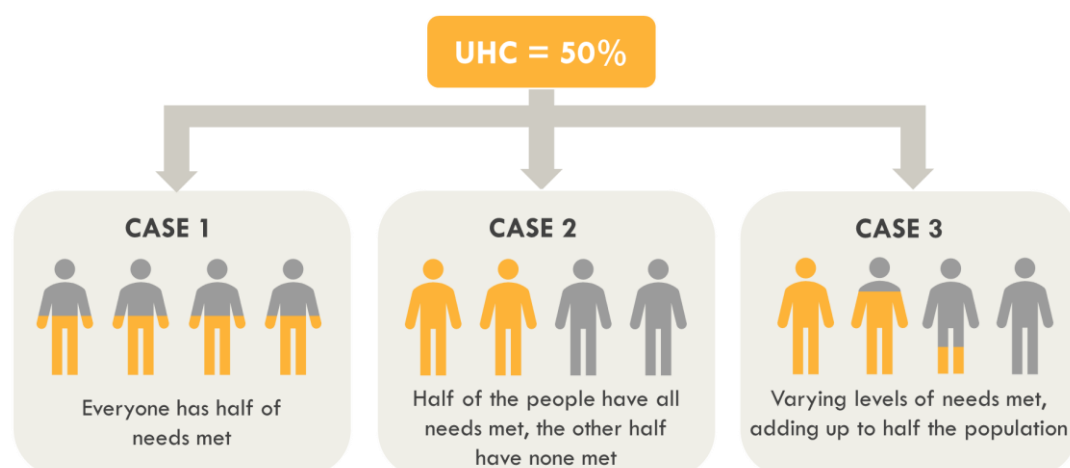 UHC = 50%
CASE 1
Everyone has half of
needs met
CASE 2
Half of the people have all
needs met, the other half
have none met
CASE 3
Varying levels of needs met,
adding up to half the population